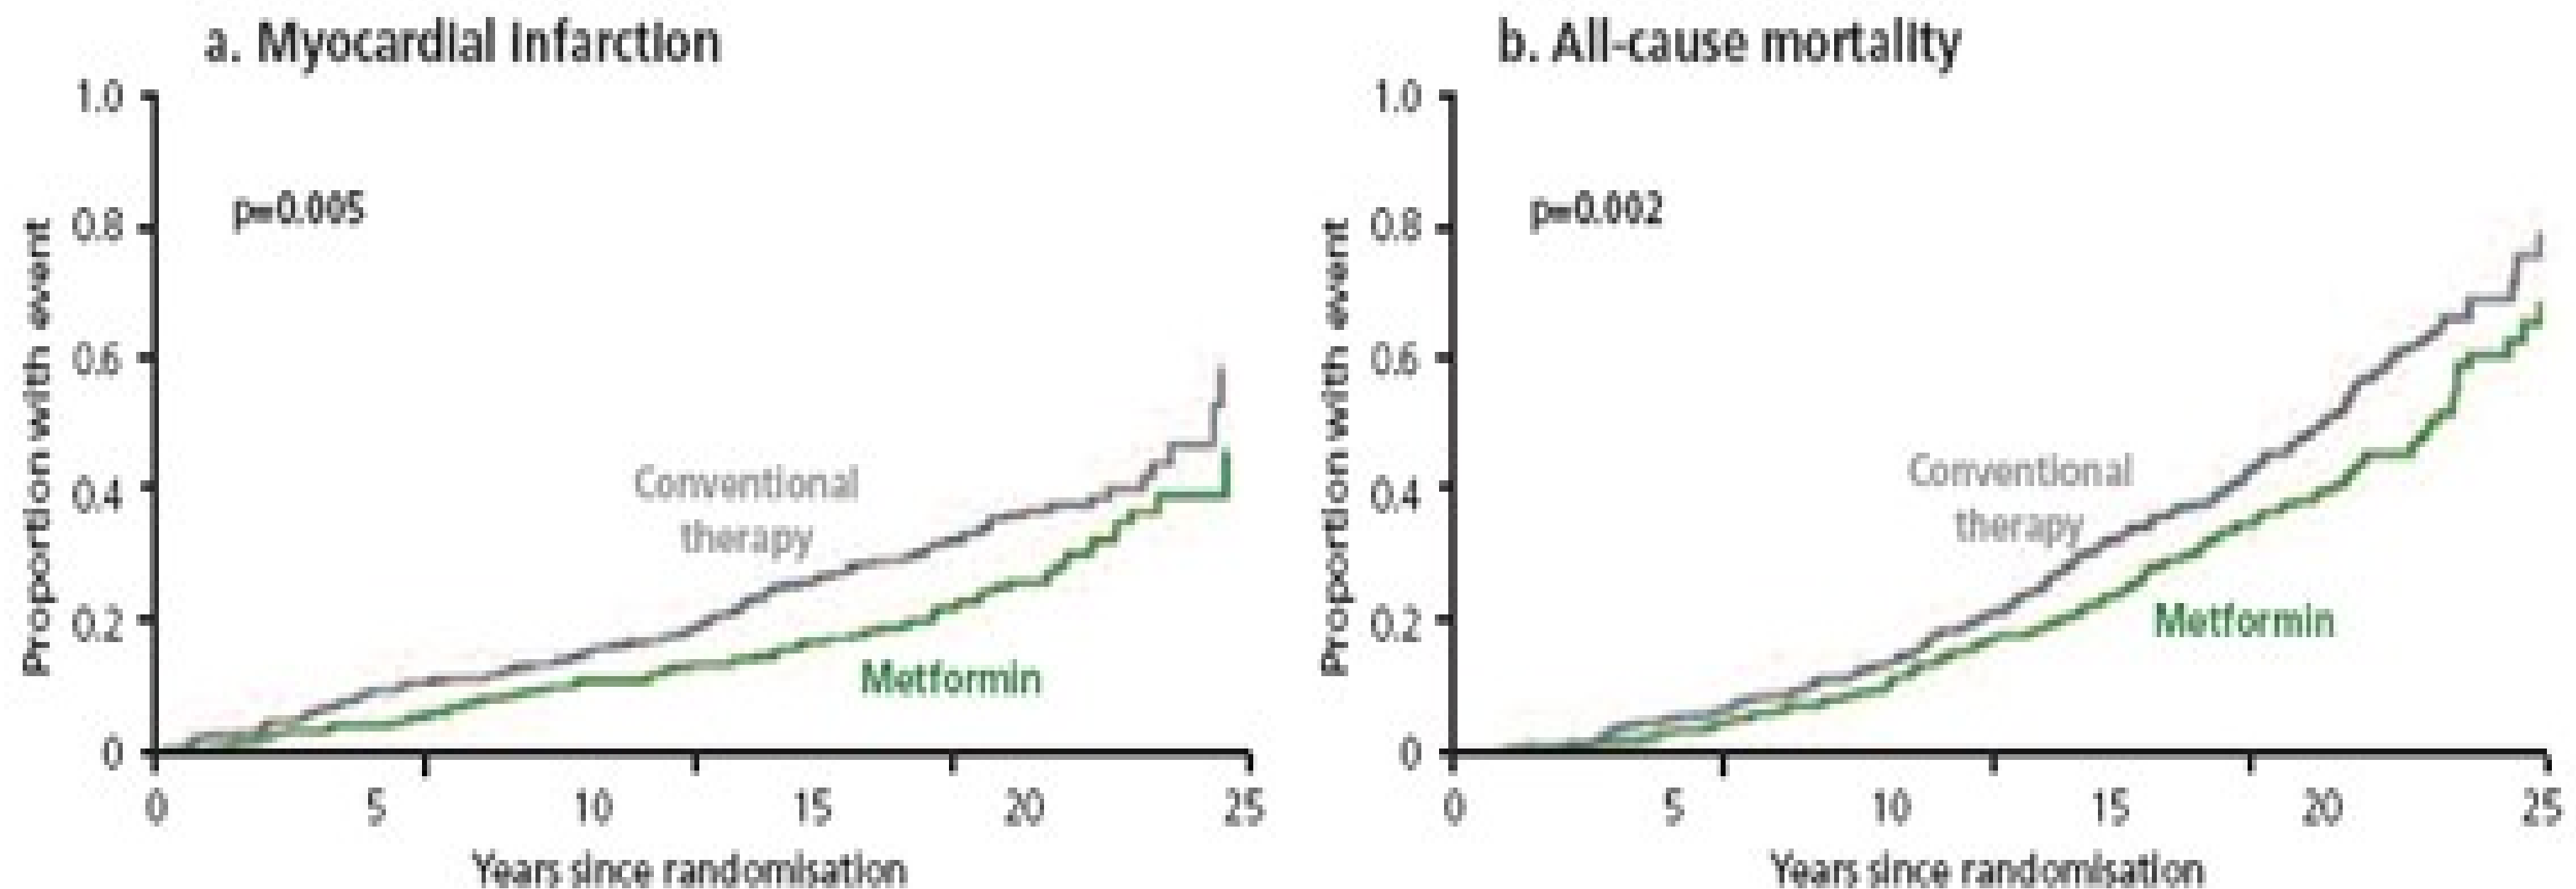 a. Myocardial infarction
1.0
0.8
0.6
0.4
0.2
0
Proportion with event
p=0.005
Conventional
therapy
Metformin
0 5 10 15 20 25
Years since randomisation
b. All-cause mortality
1.0
0.8
0.6
0.4
0.2
0
Proportion with event
p=0.002
Conventional
therapy
Metformin
0 5 10 15 20 25
Years since randomisation